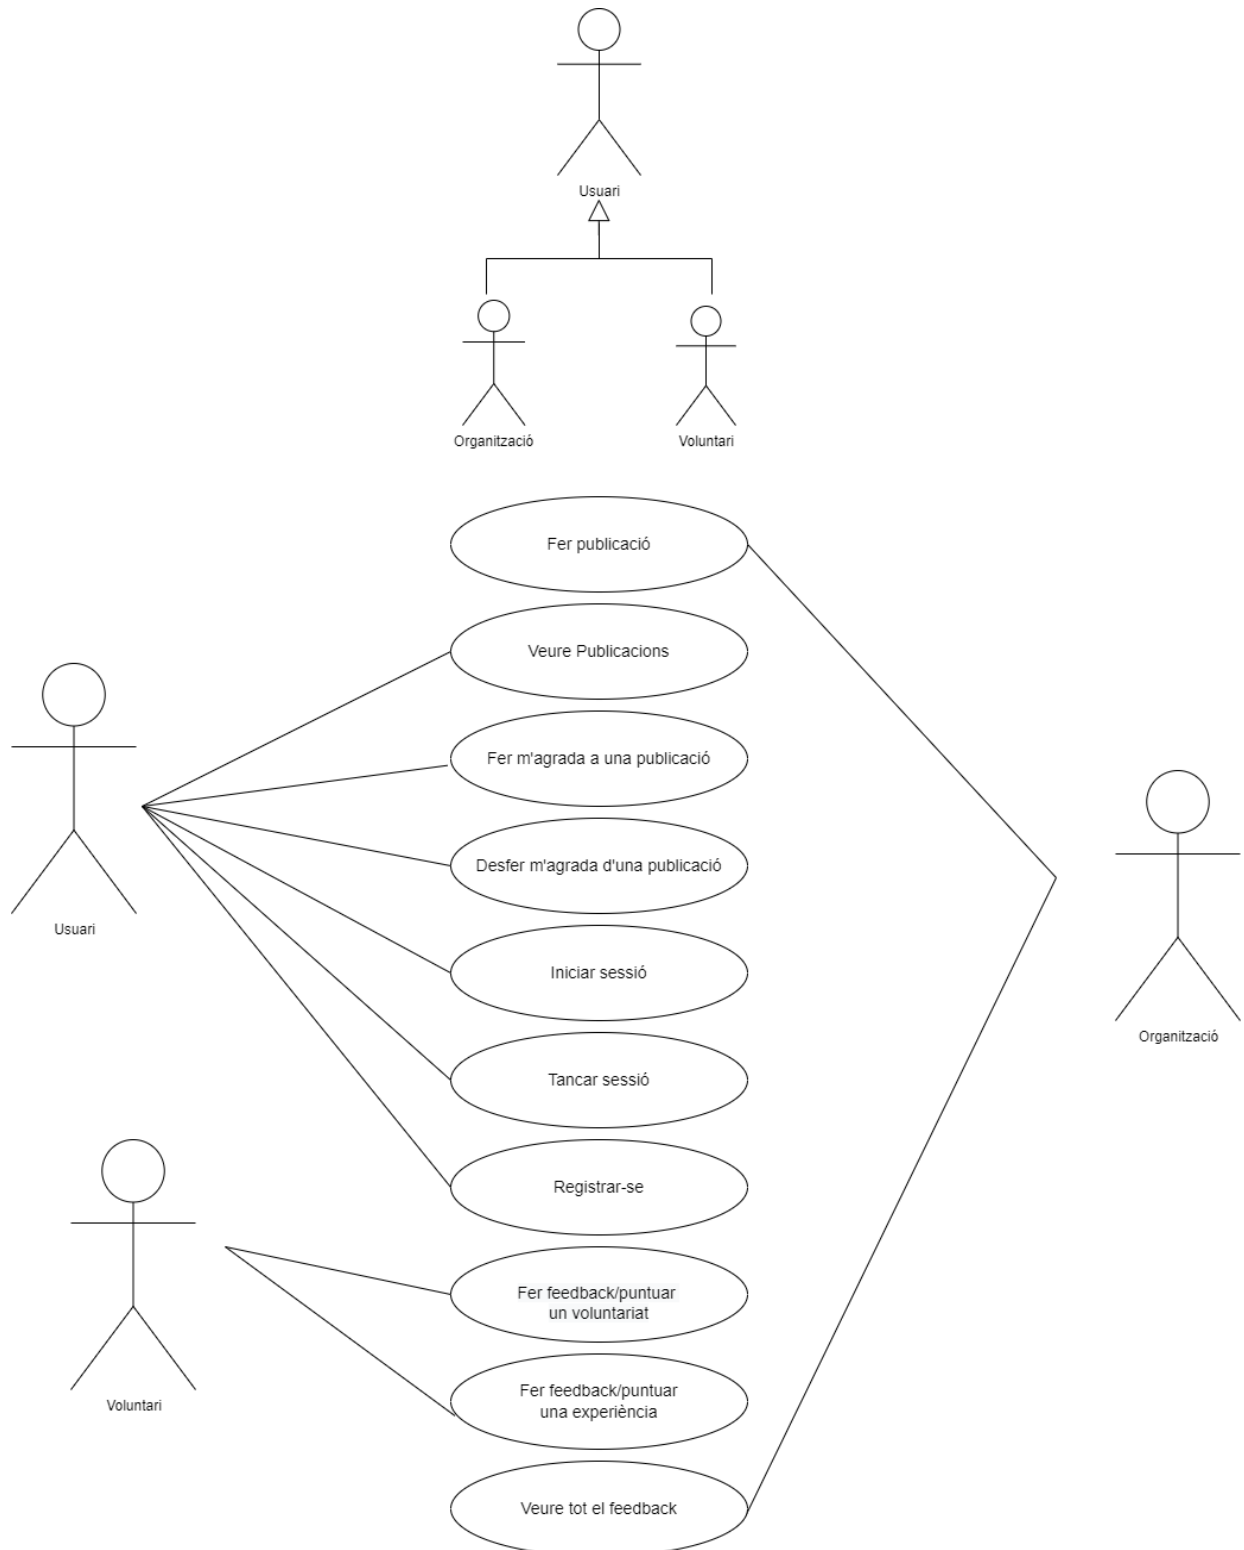 Usuari
Organització
Voluntari
Fer publicació
Veure Publicacions
Fer m'agrada a una publicació
Desfer m'agrada d'una publicació
Usuari
Iniciar sessió
Organització
Tancar sessió
Registrar-se
Fer feedback/puntuar
un voluntariat
Fer feedback/puntuar
una experiència
Voluntari
Veure tot el feedback